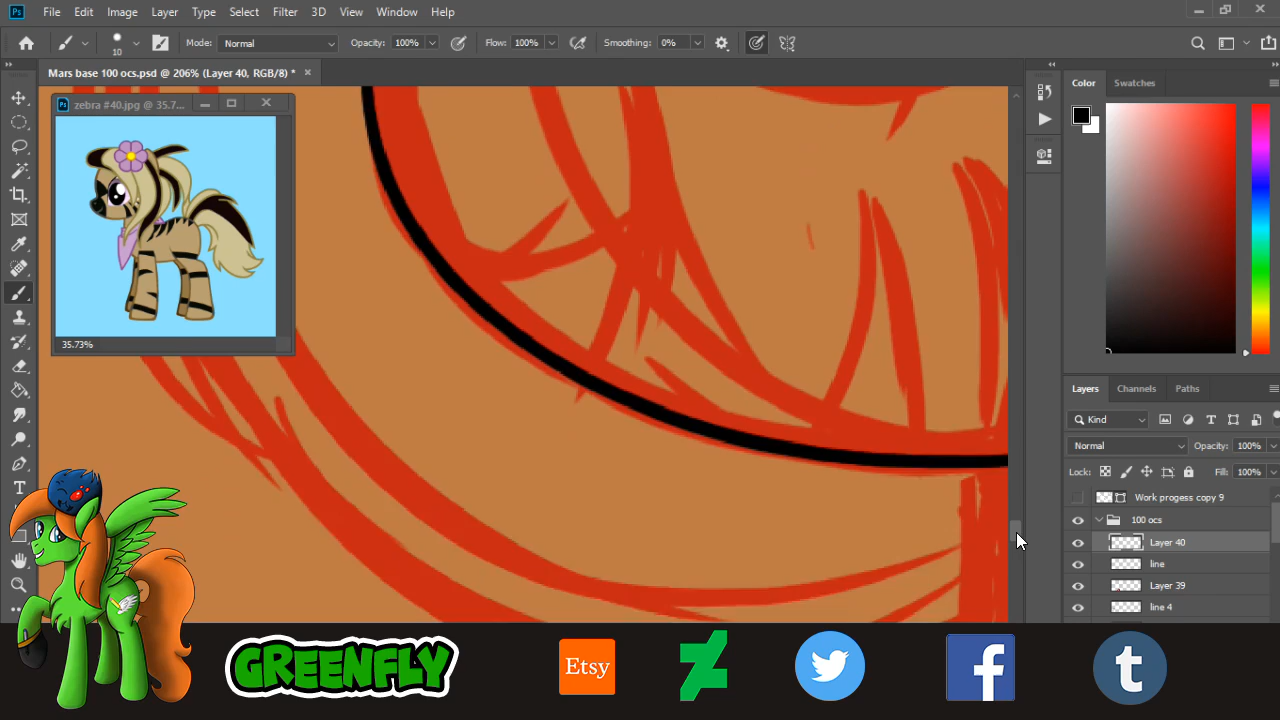 Ps File Edit Image Layer Type Select Filter 3D View Window Help
10 Mode: Normal Opacity: 100% Flow: 100% Smoothing: 0%
Mars base 100 ocs.psd @ 206% (Layer 40, RGB/8) *
Ps zebra #40.jpg @ 35.7...
35.73%
Color Swatches
Layers Channels Paths
Kind
Normal Opacity: 100%
Lock: Fill: 100%
Work progess copy 9
100 ocs
Layer 40
line
Layer 39
line 4
T
GREENFLY
Etsy
f
t